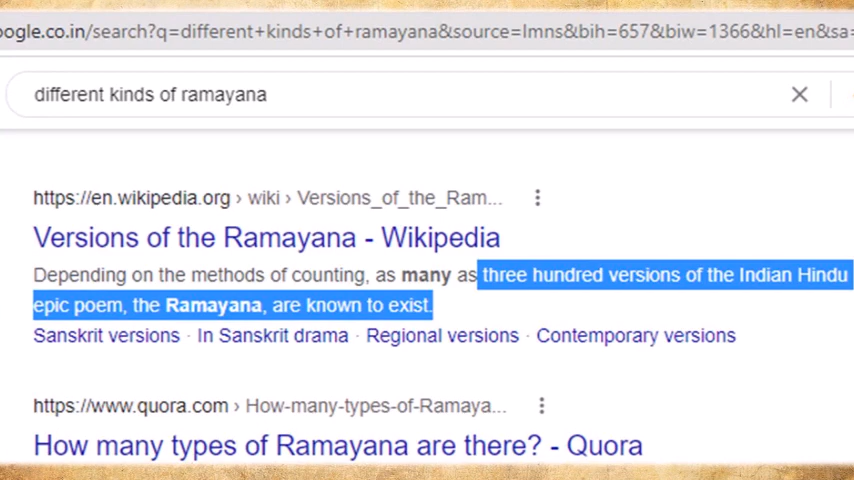 oogle.co.in/search?q=different+kinds+of+ramayana&source=lmns&bih=657&biw=1366&hl=en&sa=
different kinds of ramayana
https://en.wikipedia.org › wiki › Versions_of_the_Ram...
Versions of the Ramayana - Wikipedia
Depending on the methods of counting, as many as three hundred versions of the Indian Hindu
epic poem, the Ramayana, are known to exist.
Sanskrit versions · In Sanskrit drama · Regional versions · Contemporary versions
https://www.quora.com › How-many-types-of-Ramaya...
How many types of Ramayana are there? - Quora